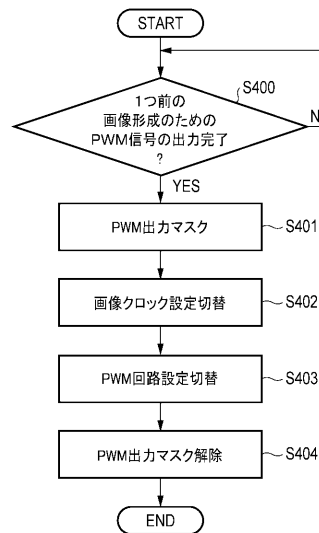 START
S400
1つ前の
画像形成のための
PWM信号の出力完了
?
YES
PWM出力マスク
S401
画像クロック設定切替
S402
PWM回路設定切替
S403
PWM出力マスク解除
S404
END